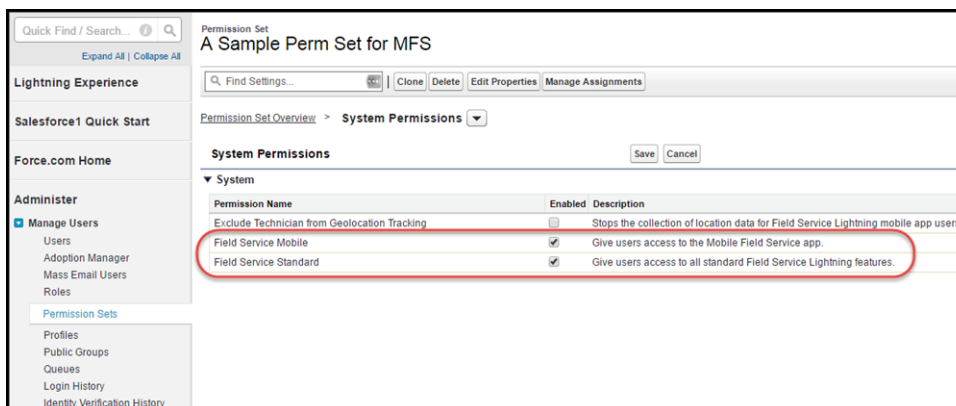 Quick Find / Search...
Expand All | Collapse All
Lightning Experience
Salesforce1 Quick Start
Force.com Home
Administer
Manage Users
Users
Adoption Manager
Mass Email Users
Roles
Permission Sets
Profiles
Public Groups
Queues
Login History
Identity Verification History
Permission Set
A Sample Perm Set for MFS
Find Settings...
Clone Delete Edit Properties Manage Assignments
Permission Set Overview > System Permissions
System Permissions Save Cancel
System
Permission Name Enabled Description
Exclude Technician from Geolocation Tracking Stops the collection of location data for Field Service Lightning mobile app
Field Service Mobile Give users access to the Mobile Field Service app.
Field Service Standard Give users access to all standard Field Service Lightning features.